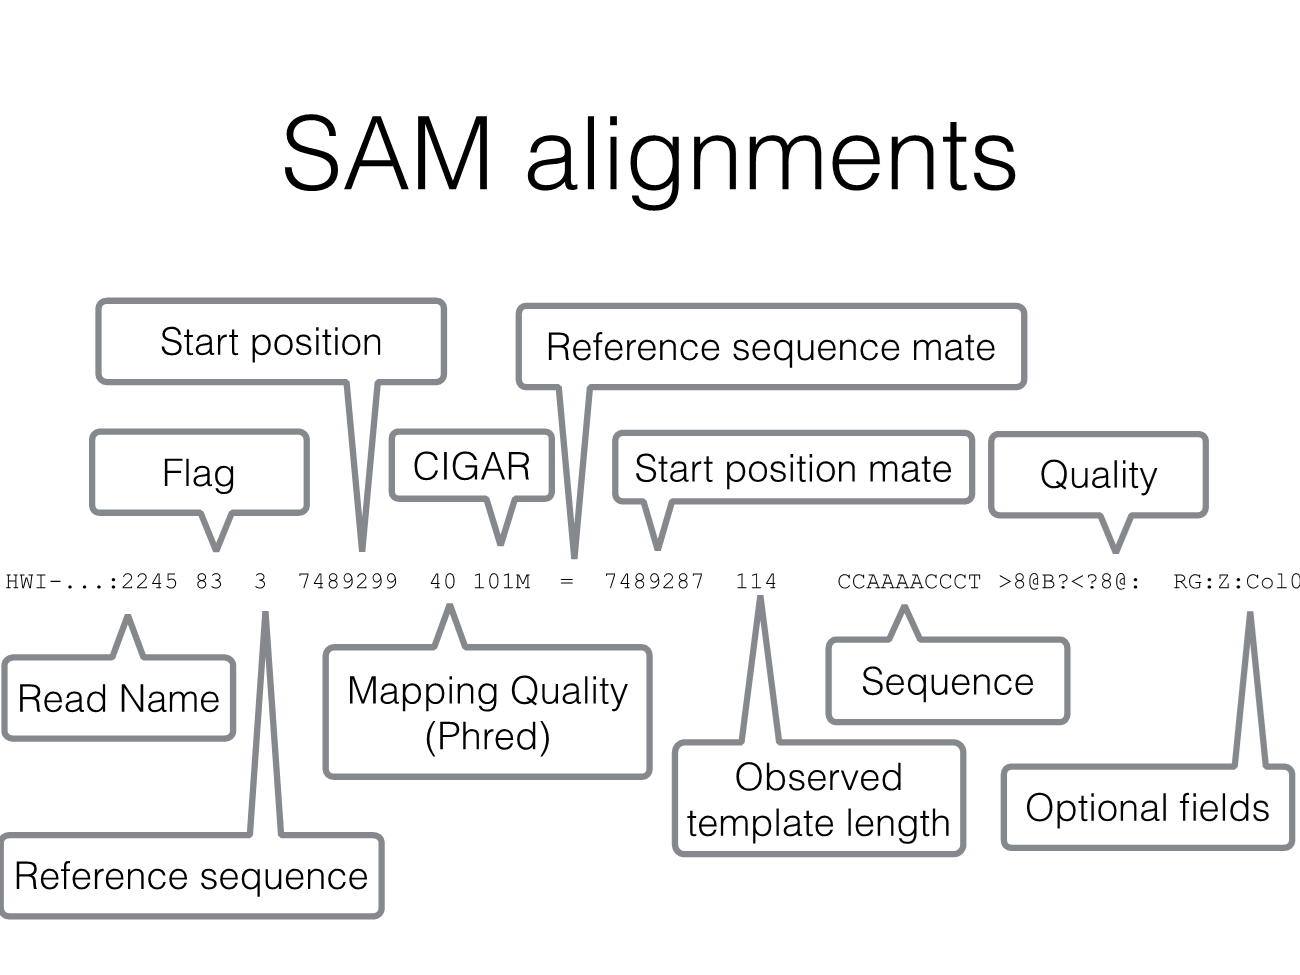 SAM alignments
Start position
Reference sequence mate
Flag
CIGAR
Start position mate
Quality
HWI-...:2245 83 3 7489299 40 101M = 7489287 114 CCAAAACCCT >8@B?<?8@: RG:Z:Col0
Read Name
Mapping Quality
(Phred)
Sequence
Observed
template length
Optional fields
Reference sequence